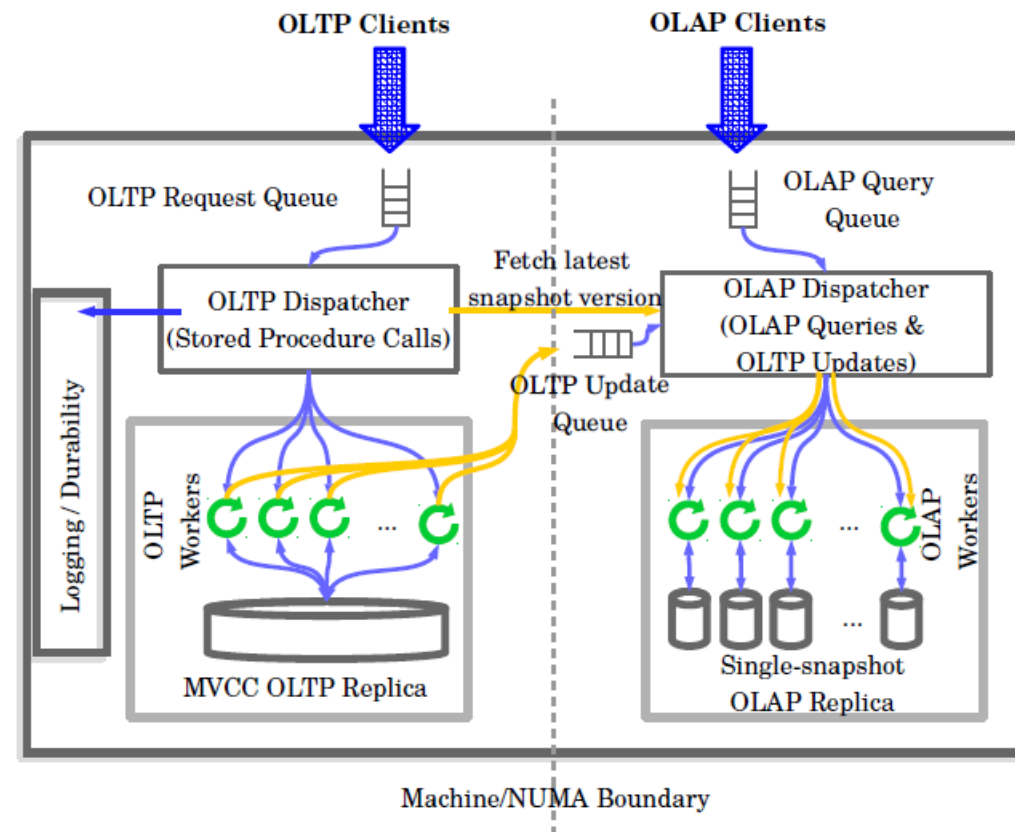 OLTP Clients
OLAP Clients
OLTP Request Queue
OLAP Query
Queue
Fetch latest
snapshot version
OLTP Dispatcher
(Stored Procedure Calls)
OLAP Dispatcher
(OLAP Queries &
OLTP Updates)
OLTP Update
Queue
Logging / Durability
OLTP
Workers
...
...
OLAP
Workers
...
MVCC OLTP Replica
Single-snapshot
OLAP Replica
Machine/NUMA Boundary